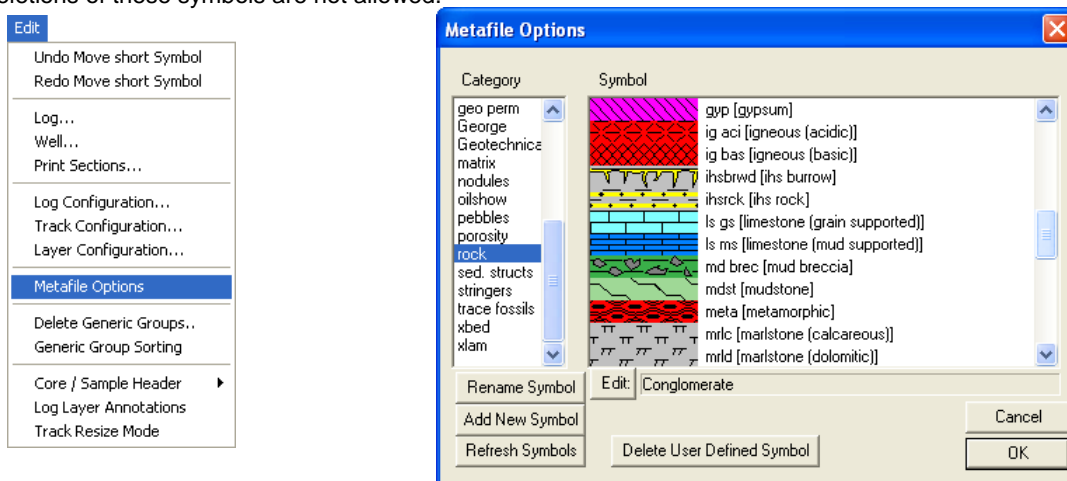 eletions of these symbols are not allowed.
Edit
Undo Move short Symbol
Redo Move short Symbol
Log...
Well...
Print Sections...
Log Configuration...
Track Configuration...
Layer Configuration...
Metafile Options
Delete Generic Groups..
Generic Group Sorting
Core / Sample Header
Log Layer Annotations
Track Resize Mode
Metafile Options
Category
Symbol
geo perm
George
Geotechnica
matrix
nodules
oilshow
pebbles
porosity
rock
sed. structs
stringers
trace fossils
xbed
xlam
gyp [gypsum]
ig aci [igneous (acidic)]
ig bas [igneous (basic)]
ihsbrwd [ihs burrow]
ihsrck [ihs rock]
ls gs [limestone (grain supported)]
ls ms [limestone (mud supported)]
md brec [mud breccia]
mdst [mudstone]
meta [metamorphic]
mrlc [marlstone (calcareous)]
mrld [marlstone (dolomitic)]
Rename Symbol
Edit: Conglomerate
Add New Symbol
Cancel
Refresh Symbols
Delete User Defined Symbol
OK